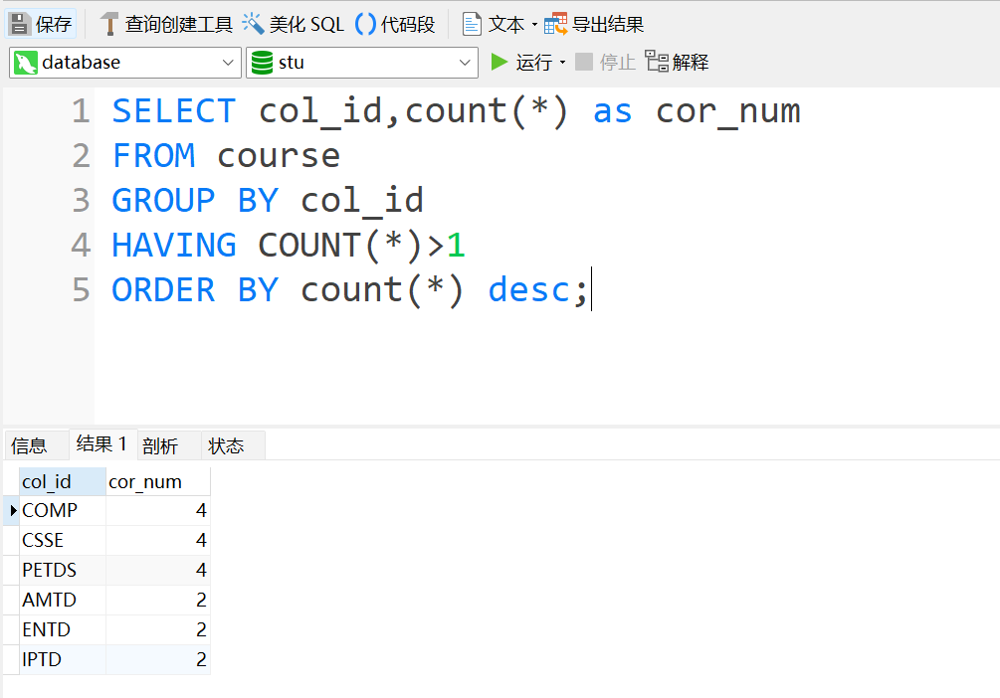 保存 查询创建工具 美化 SQL () 代码段 文本 导出结果
database stu 运行 停止 解释
1 SELECT col_id,count(*) as cor_num
2 FROM course
3 GROUP BY col_id
4 HAVING COUNT(*)>1
5 ORDER BY count(*) desc;
信息 结果 1 剖析 状态
col_id cor_num
COMP 4
CSSE 4
PETDS 4
AMTD 2
ENTD 2
IPTD 2